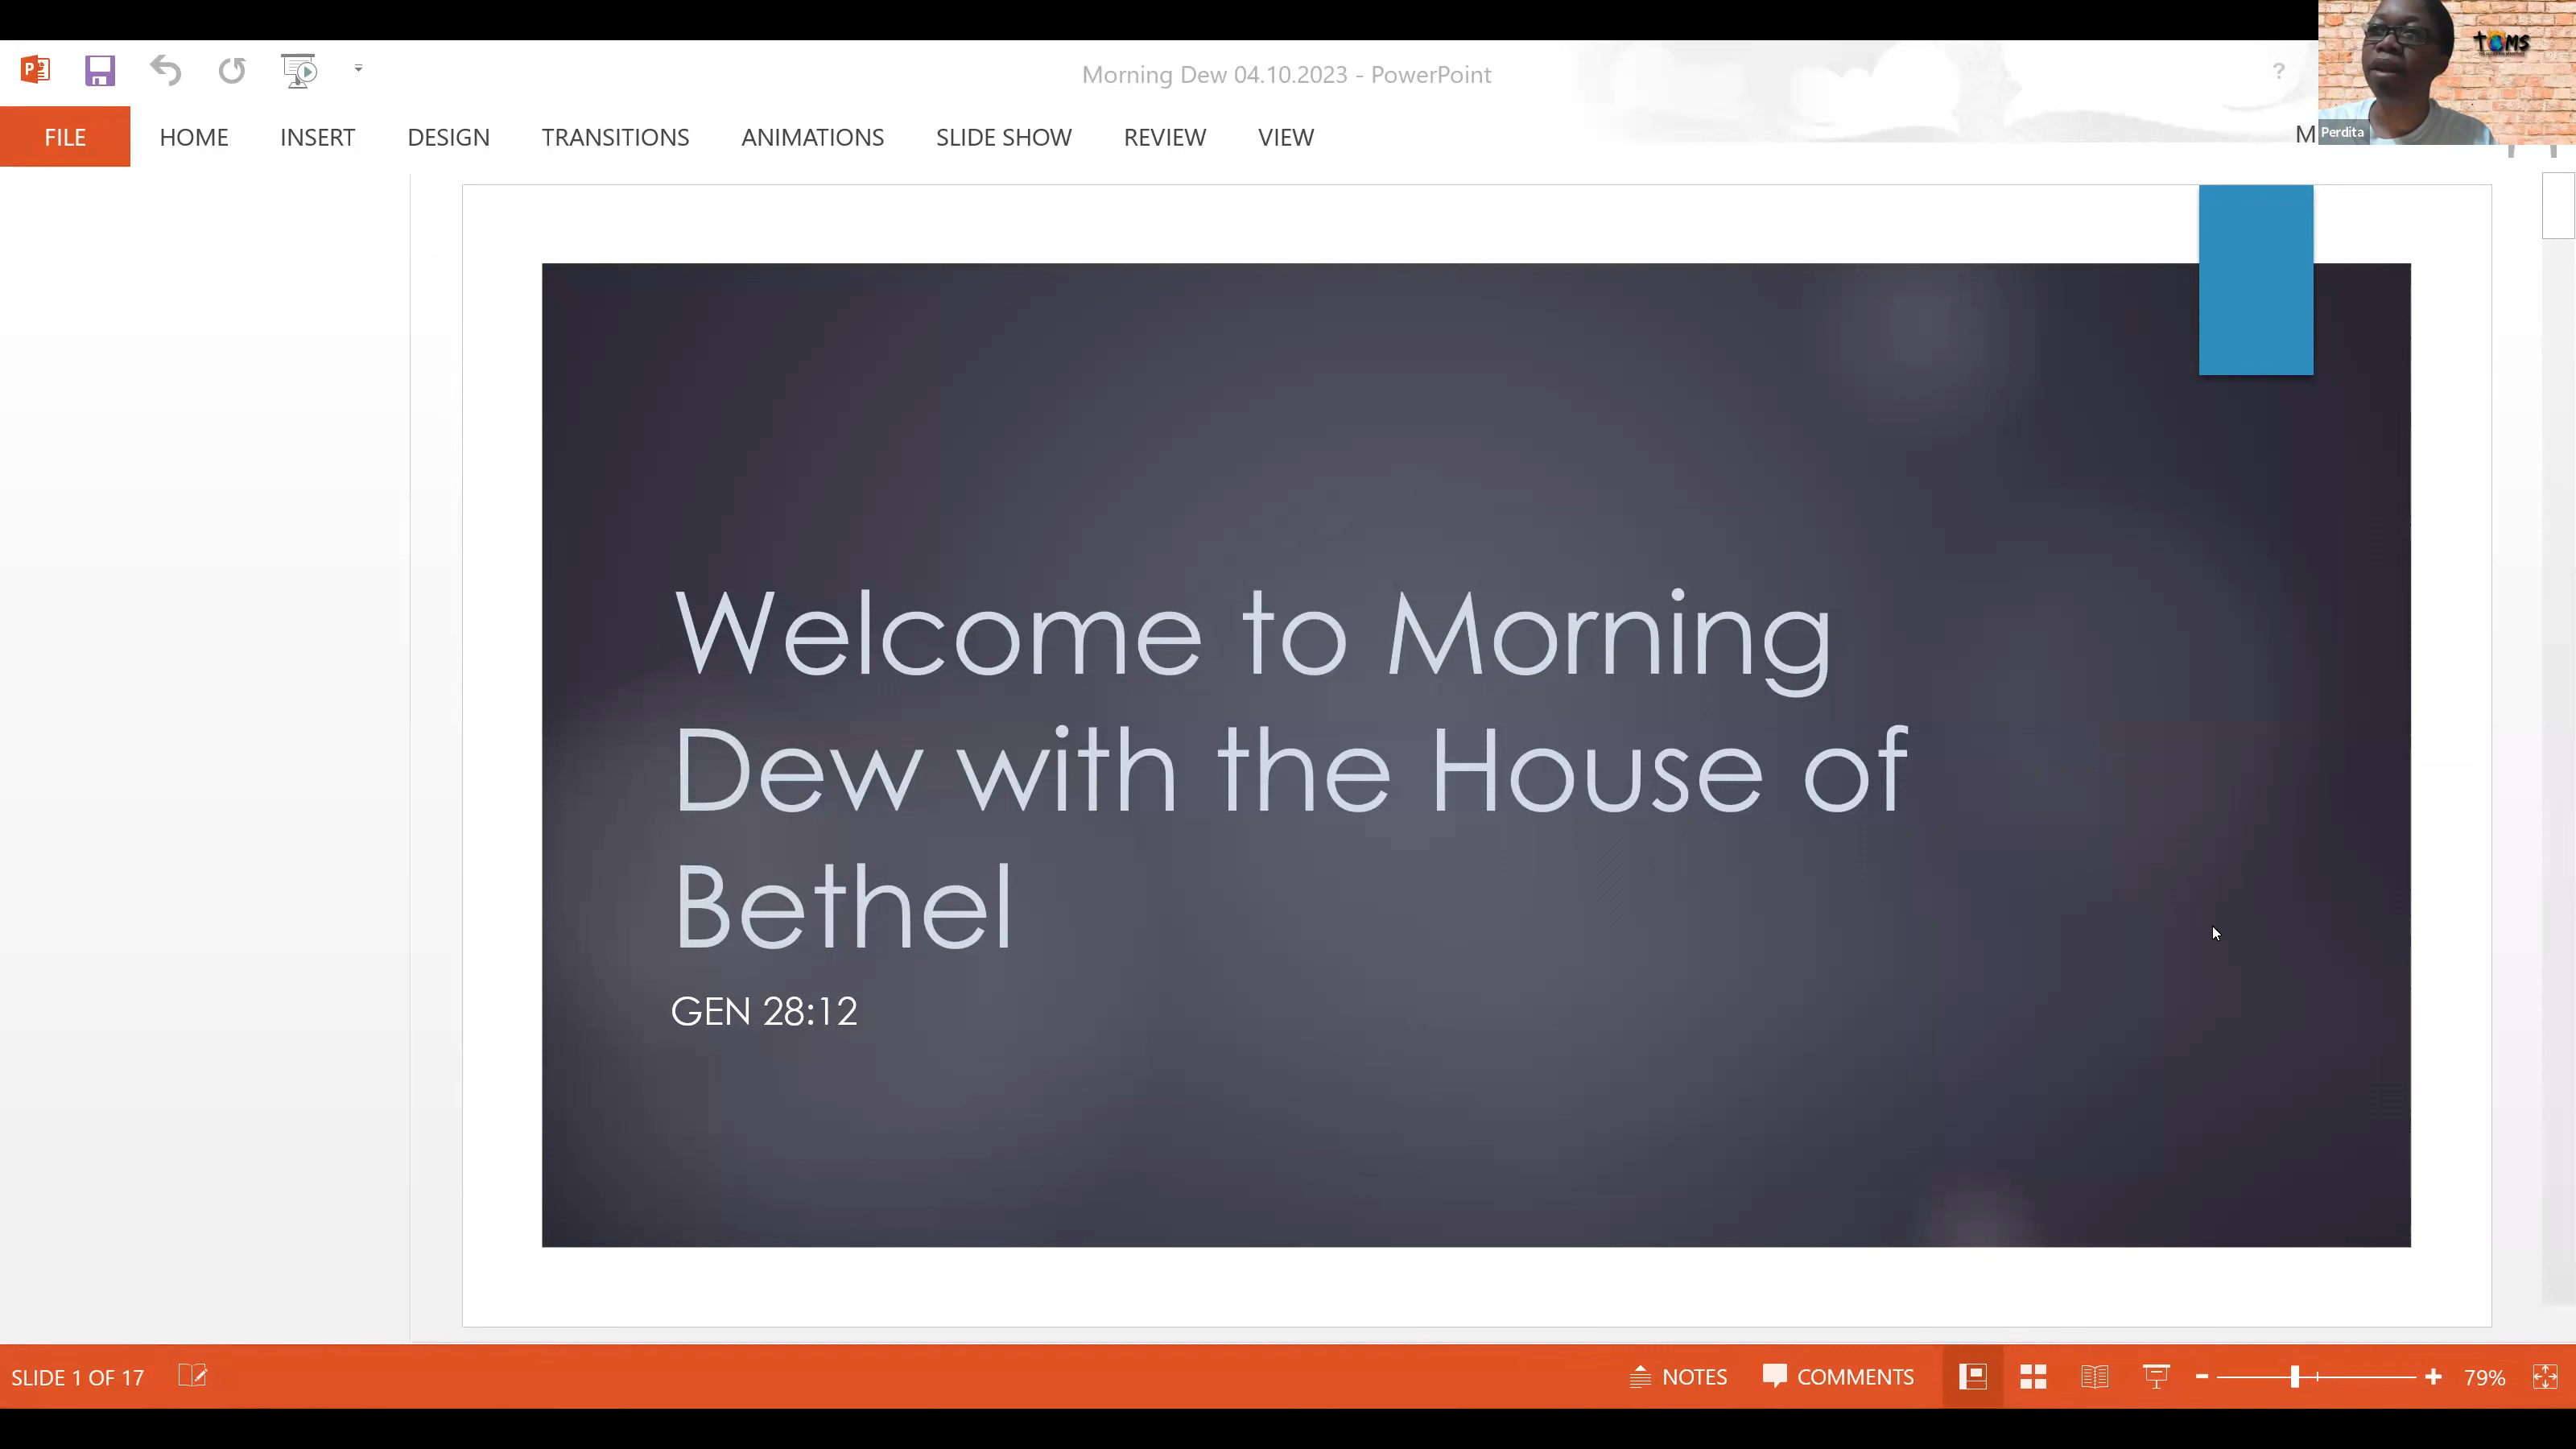 Morning Dew 04.10.2023 - PowerPoint
?
TOMS
FILE HOME INSERT DESIGN TRANSITIONS ANIMATIONS SLIDE SHOW REVIEW VIEW
M
Perdita
Welcome to Morning
Dew with the House of
Bethel
GEN 28:12
SLIDE 1 OF 17
NOTES COMMENTS 79%